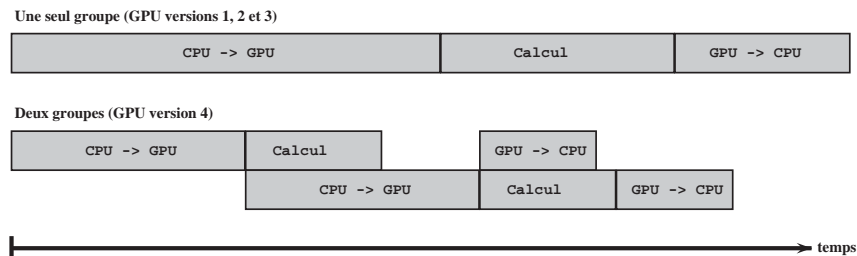 Une seul groupe (GPU versions 1, 2 et 3)
CPU -> GPU Calcul GPU -> CPU
Deux groupes (GPU version 4)
CPU -> GPU Calcul GPU -> CPU
CPU -> GPU Calcul GPU -> CPU
temps